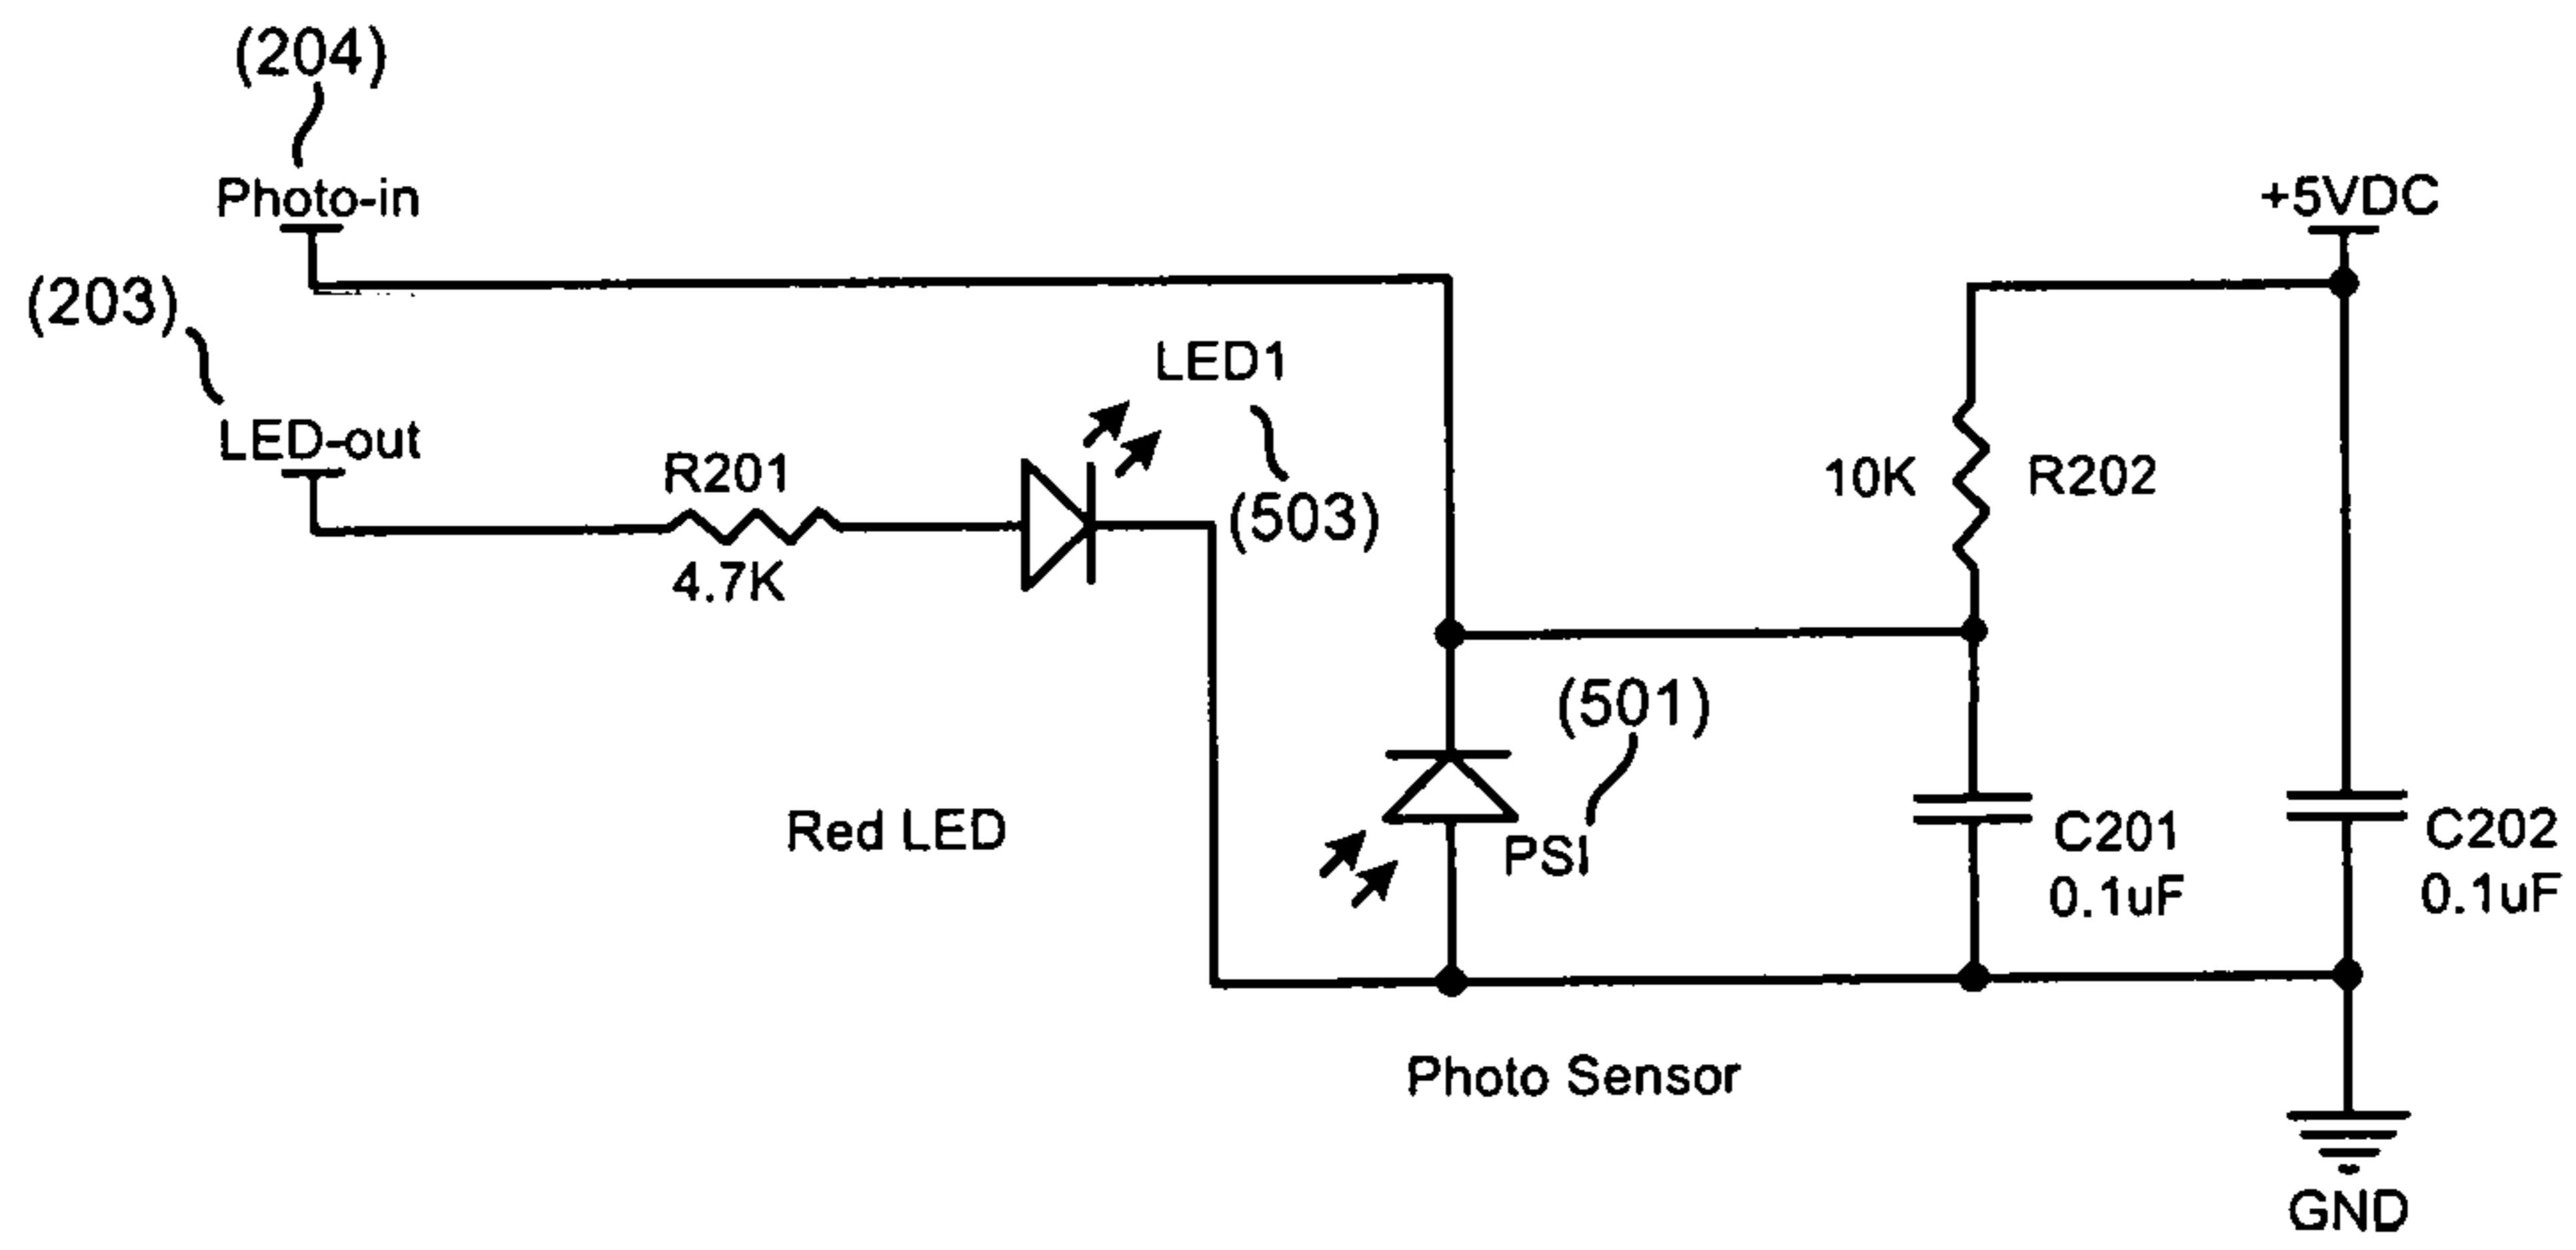 (204)
Photo-in
+5VDC
(203)
LED1
LED-out
R201
10K
R202
(503)
4.7K
(501)
Red LED
PSI
C201
0.1uF
C202
0.1uF
Photo Sensor
GND